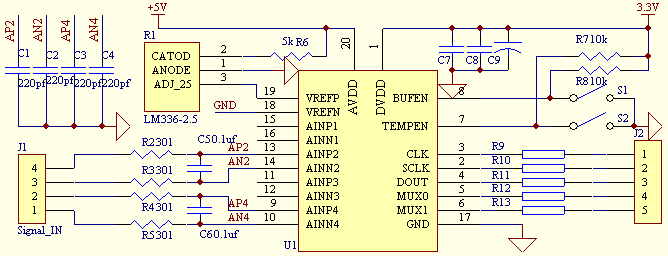 +5V
3.3V
AP2
AN2
AP4
AN4
C1
C2
C3
C4
220pf
220pf
220pf
220pf
R1
CATOD
ANODE
ADJ_25
2
1
3
LM336-2.5
5k
R6
20
1
C7
C8
C9
R710k
R810k
S1
S2
GND
19
18
15
16
13
14
11
12
9
10
VREFP
VREFN
AINP1
AINN1
AINP2
AINN2
AINP3
AINN3
AINP4
AINN4
AVDD
DVDD
BUFEN
TEMPEN
CLK
SCLK
DOUT
MUX0
MUX1
GND
8
7
3
2
4
5
6
17
U1
R9
R10
R11
R12
R13
J2
1
2
3
4
5
J1
4
3
2
1
Signal_IN
R2301
R3301
R4301
R5301
C50.1uf
C60.1uf
AP2
AN2
AP4
AN4